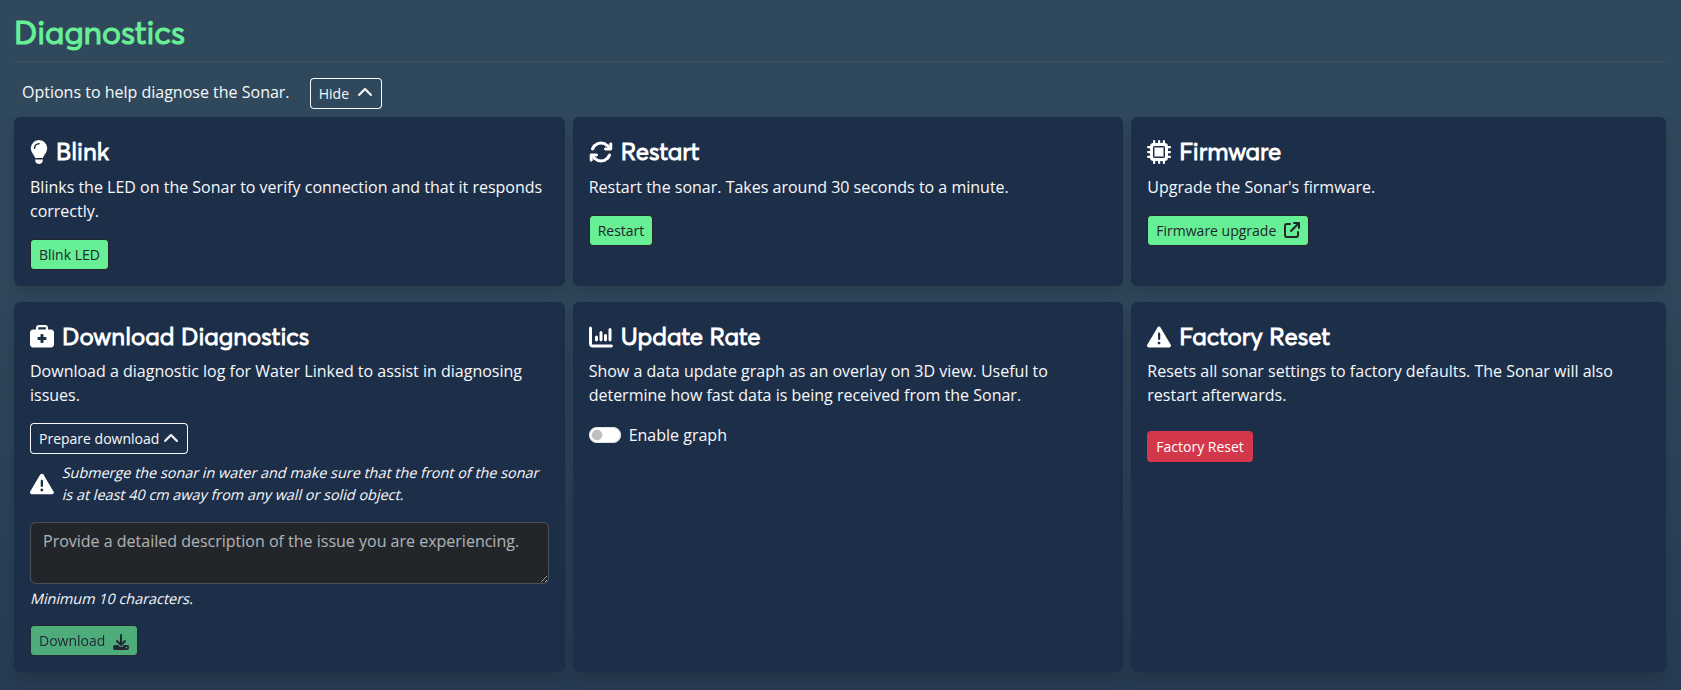 Diagnostics
Options to help diagnose the Sonar.
Hide
Blink
Blinks the LED on the Sonar to verify connection and that it responds
correctly.
Blink LED
Restart
Restart the sonar. Takes around 30 seconds to a minute.
Restart
Firmware
Upgrade the Sonar's firmware.
Firmware upgrade
Download Diagnostics
Download a diagnostic log for Water Linked to assist in diagnosing
issues.
Prepare download
Submerge the sonar in water and make sure that the front of the sonar
is at least 40 cm away from any wall or solid object.
Provide a detailed description of the issue you are experiencing.
Minimum 10 characters.
Download
Update Rate
Show a data update graph as an overlay on 3D view. Useful to
determine how fast data is being received from the Sonar.
Enable graph
Factory Reset
Resets all sonar settings to factory defaults. The Sonar will also
restart afterwards.
Factory Reset